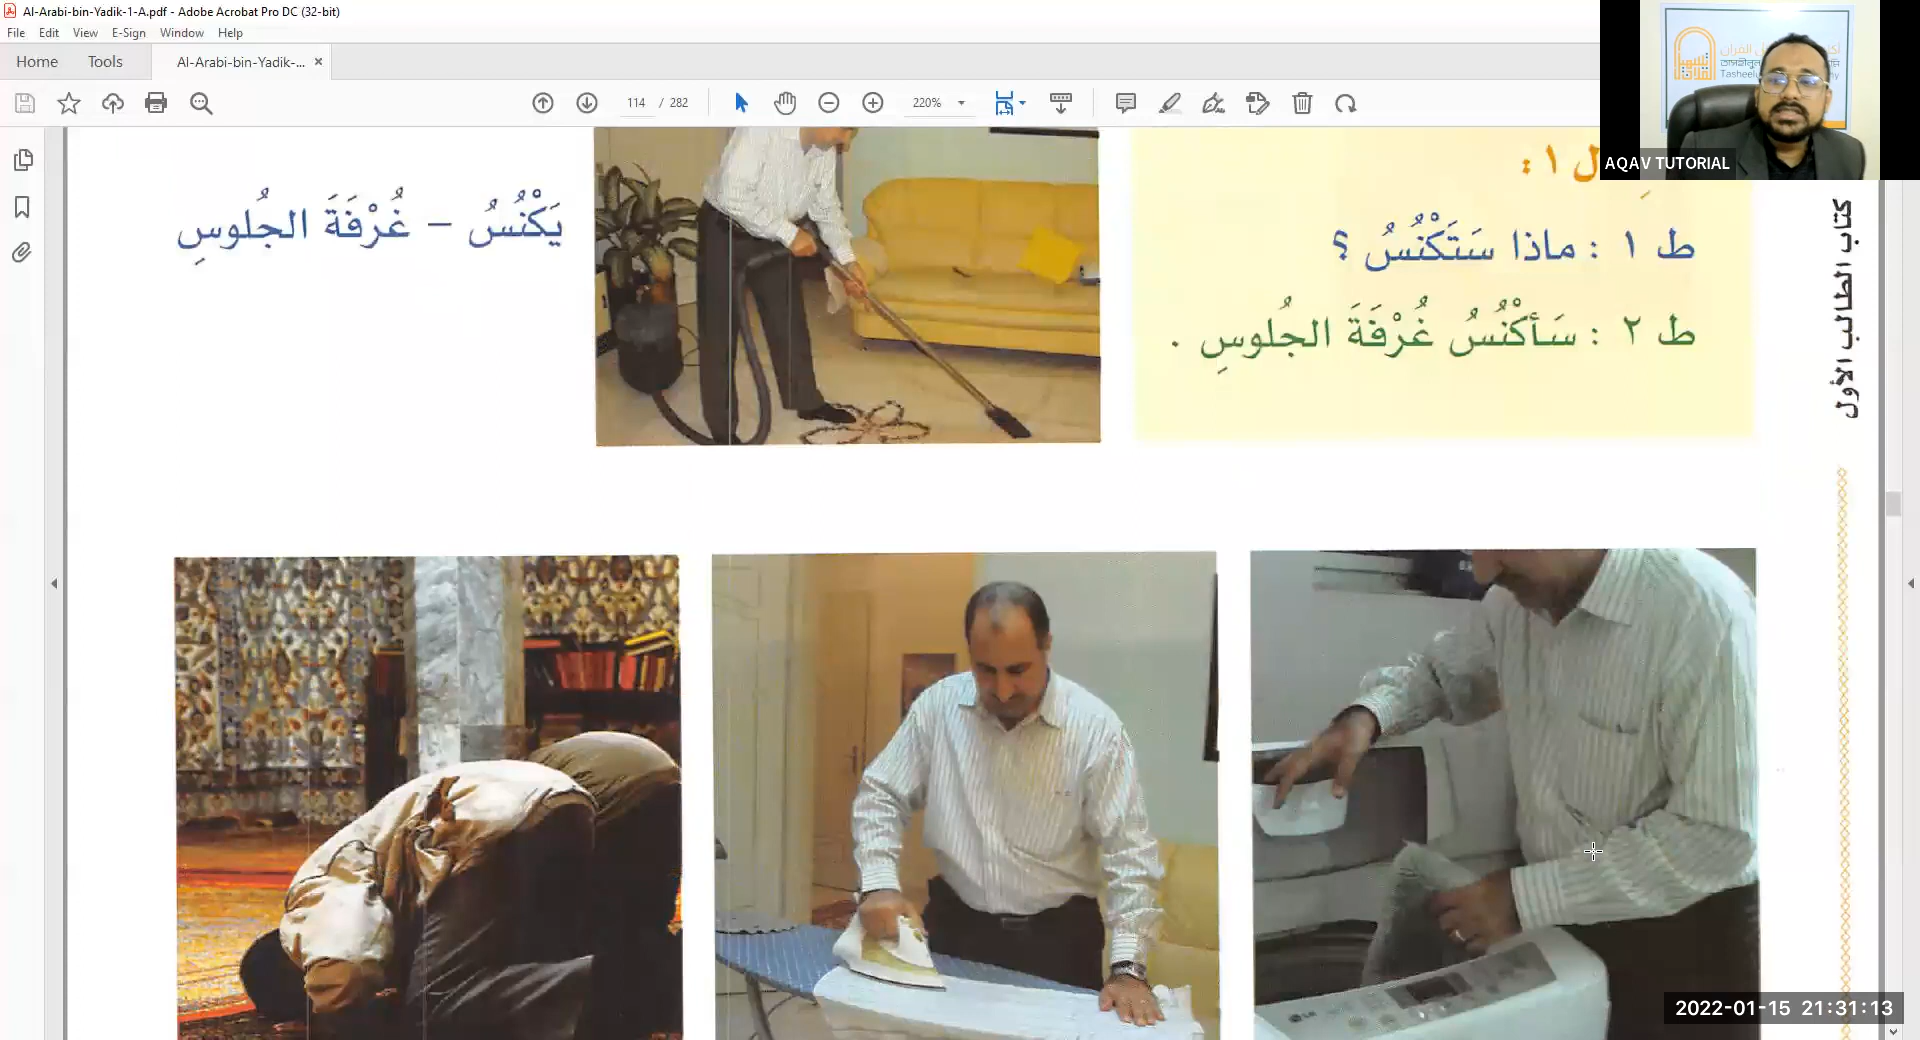 Al-Arabi-bin-Yadik-1-A.pdf - Adobe Acrobat Pro DC (32-bit)
File Edit View E-Sign Window Help
Home Tools Al-Arabi-bin-Yadik-... ×
114 / 282 220%
AQAV TUTORIAL
ل ١ :
ط ١ : ماذا سَتَكْنُسُ ؟
ط ٢ : سَأَكْنُسُ غُرْفَةَ الجُلوسِ .
يَكْنُسُ – غُرْفَةَ الجُلوسِ
كتاب الطالب الأول
LG
2022-01-15 21:31:13